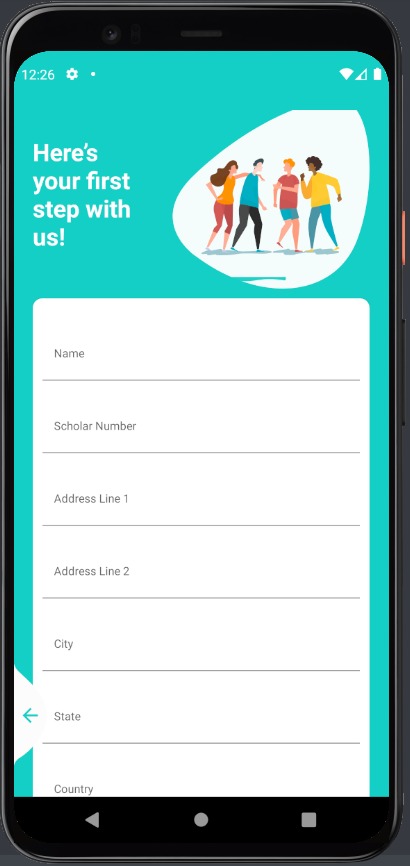 12:26
Here’s
your first
step with
us!
Name
Scholar Number
Address Line 1
Address Line 2
City
State
Country